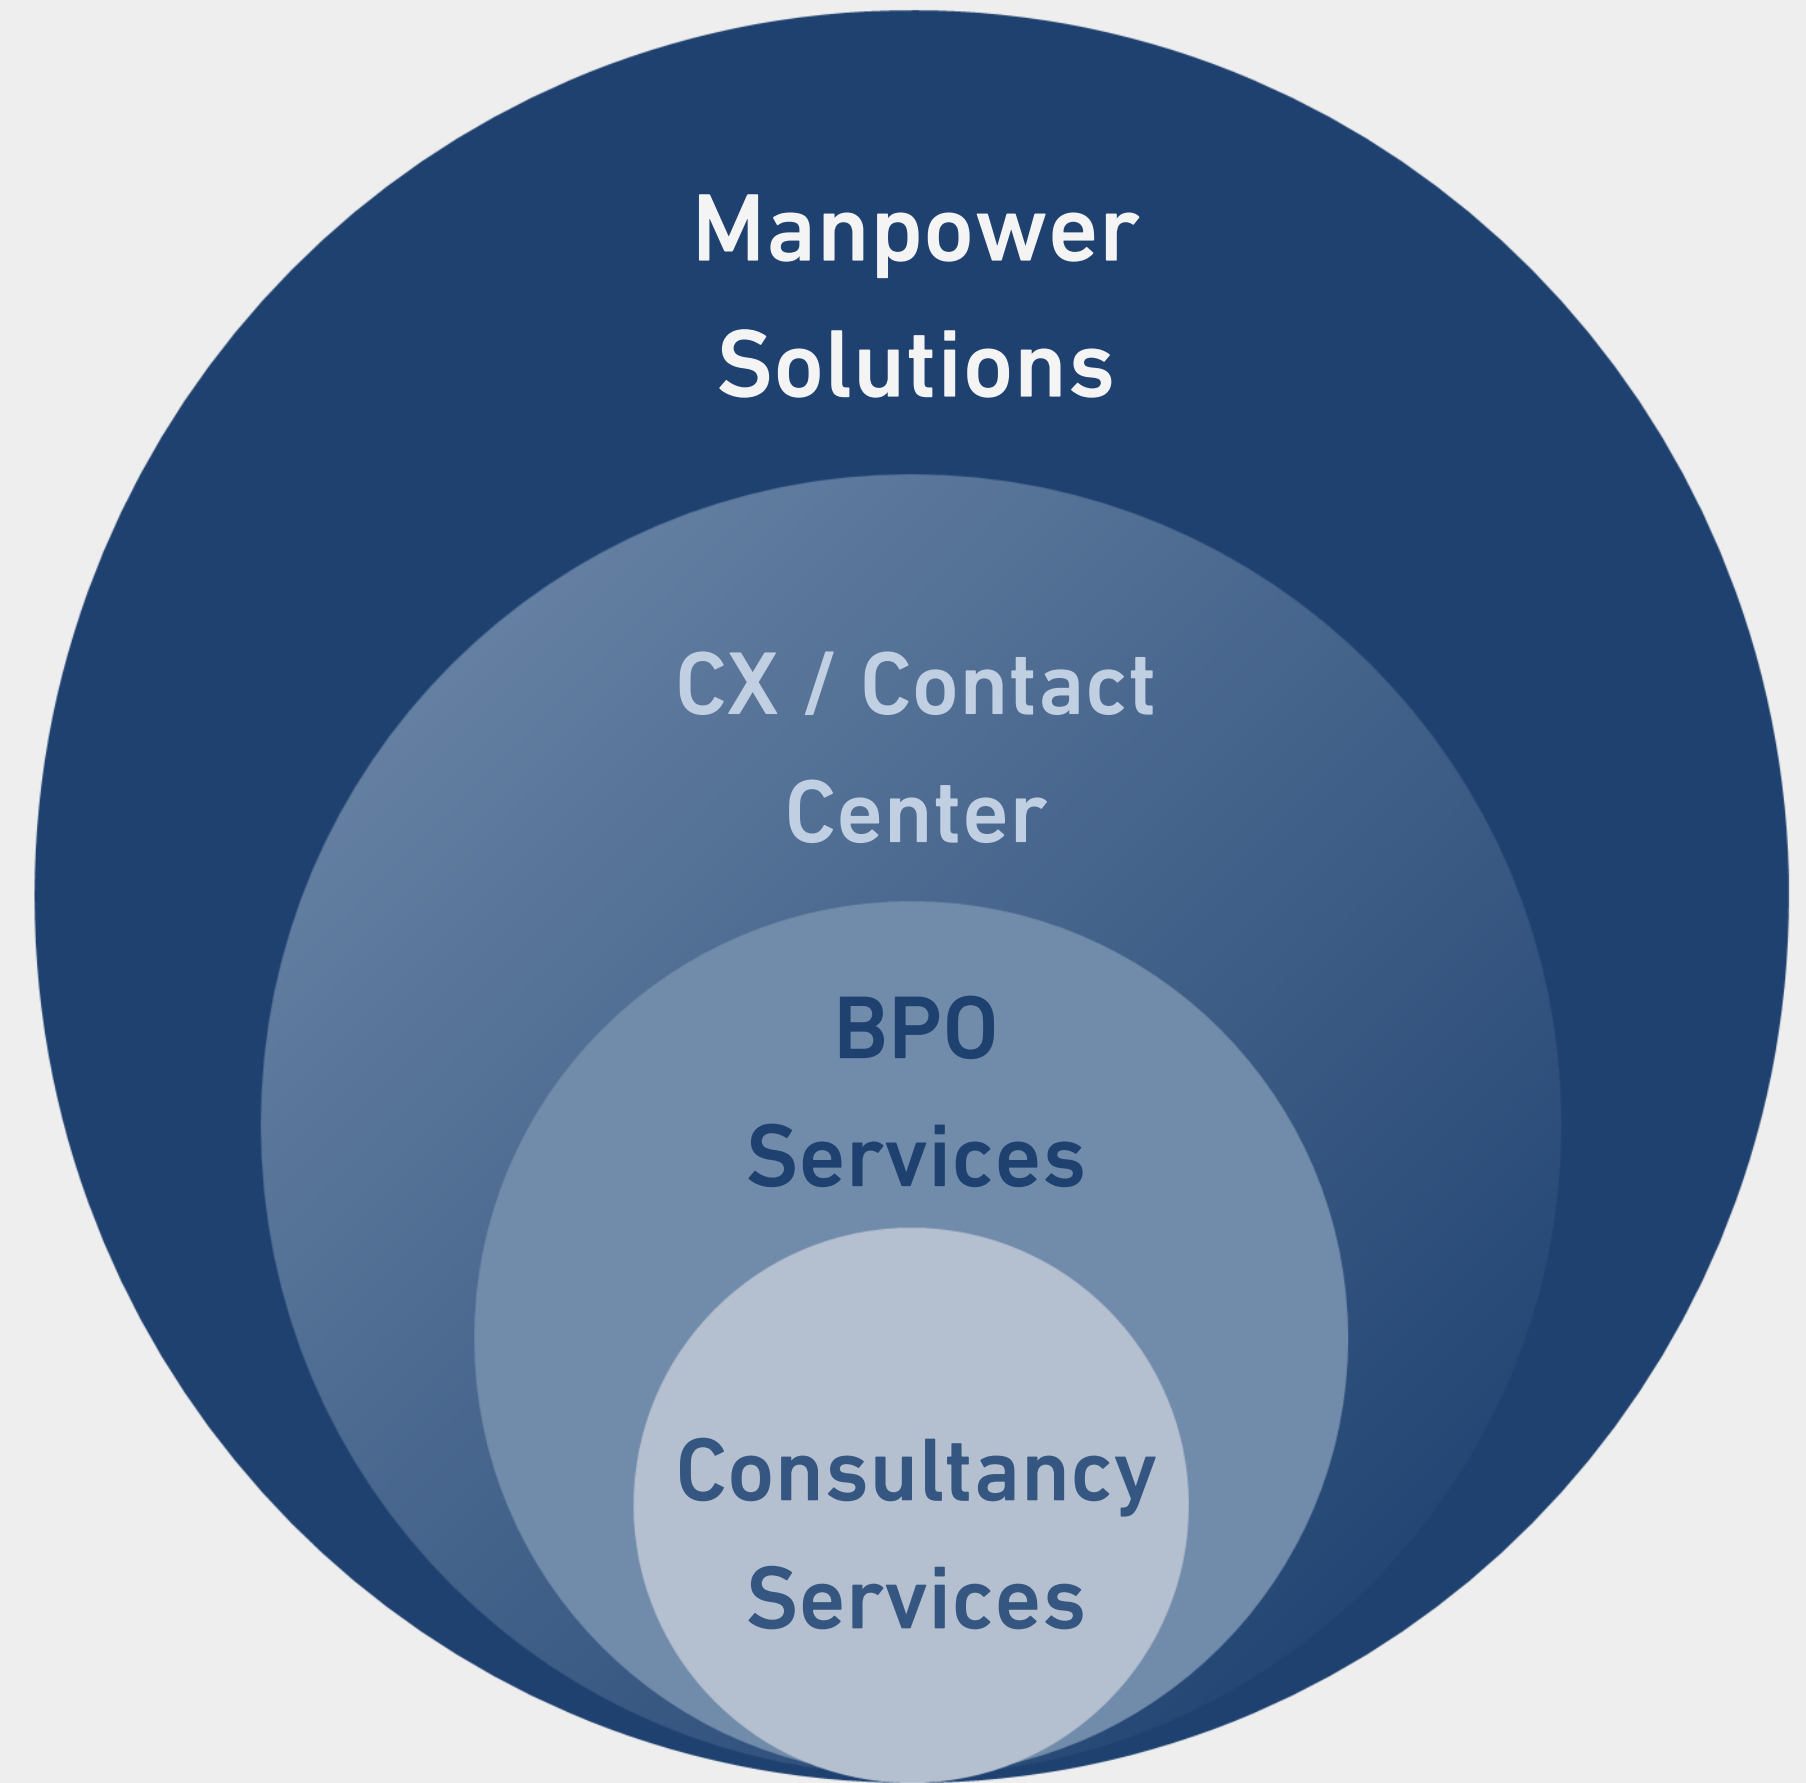 Manpower
Solutions
CX / Contact
Center
BPO
Services
Consultancy
Services